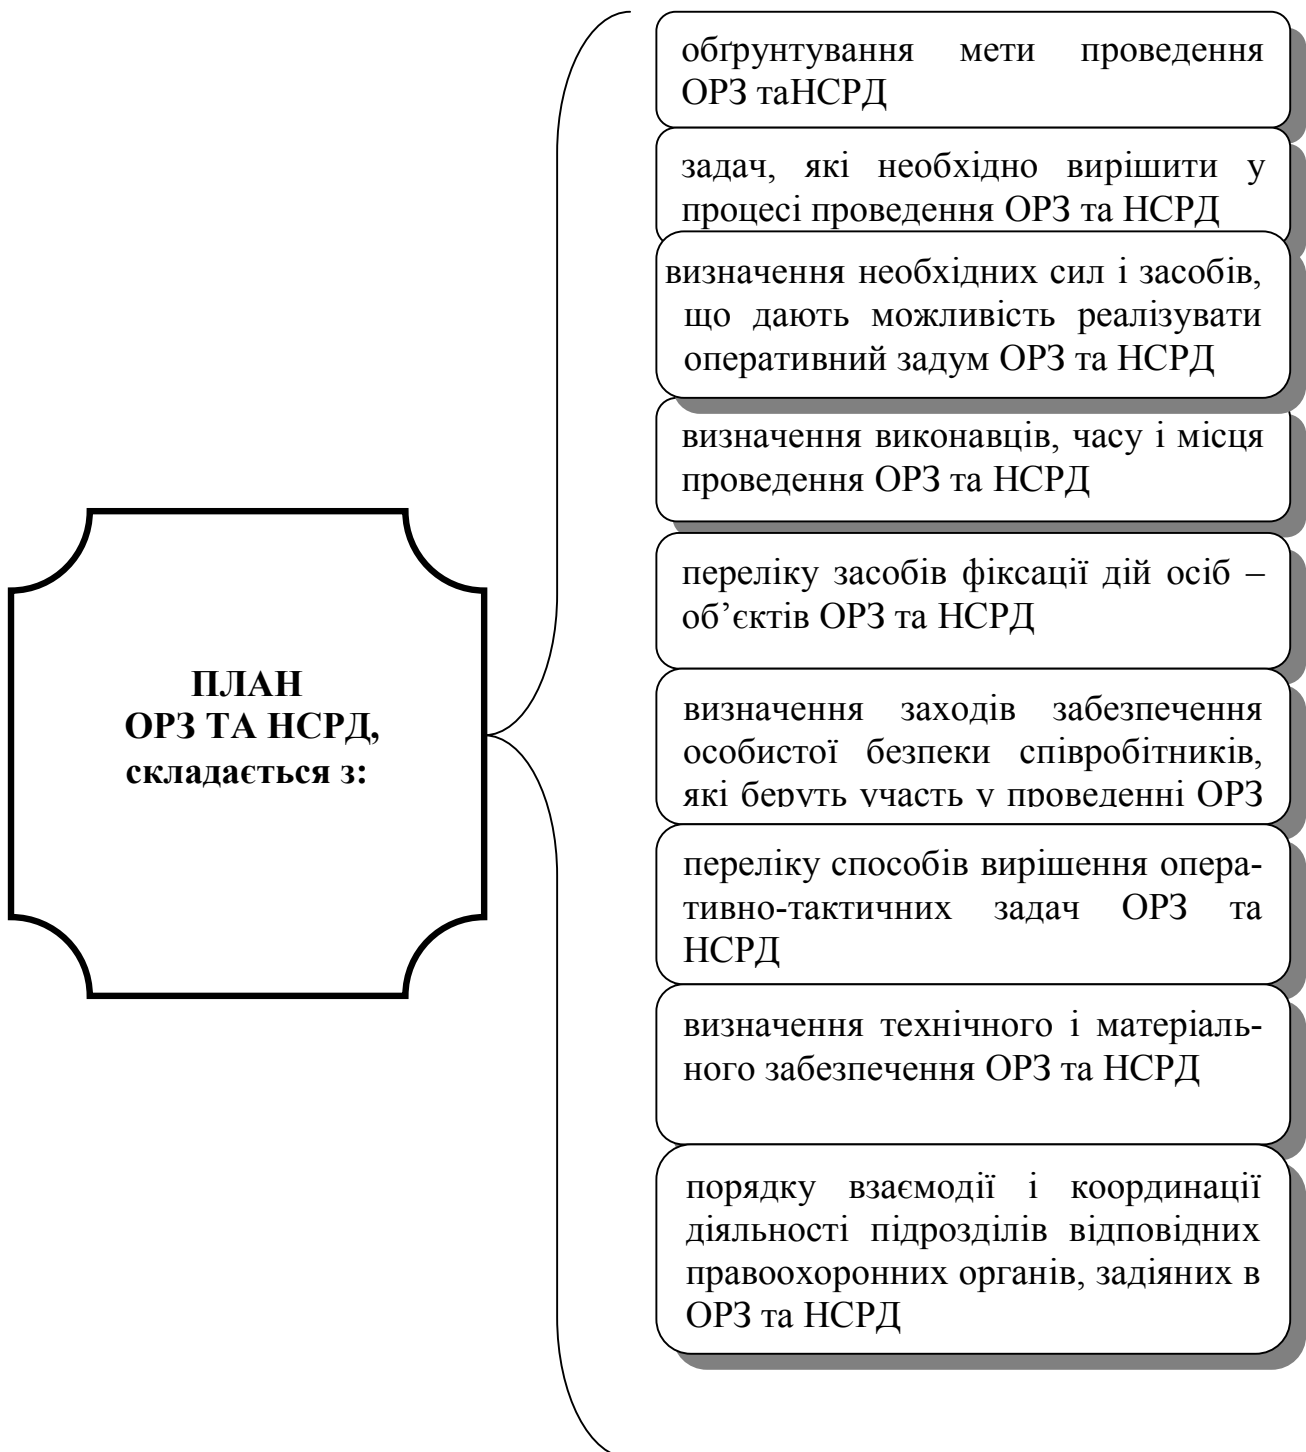 ПЛАН
ОРЗ ТА НСРД,
складається з:
обґрунтування мети проведення
ОРЗ таНСРД
задач, які необхідно вирішити у
процесі проведення ОРЗ та НСРД
визначення необхідних сил і засобів,
що дають можливість реалізувати
оперативний задум ОРЗ та НСРД
визначення виконавців, часу і місця
проведення ОРЗ та НСРД
переліку засобів фіксації дій осіб –
об’єктів ОРЗ та НСРД
визначення заходів забезпечення
особистої безпеки співробітників,
які беруть участь у проведенні ОРЗ
переліку способів вирішення опера-
тивно-тактичних задач ОРЗ та
НСРД
визначення технічного і матеріаль-
ного забезпечення ОРЗ та НСРД
порядку взаємодії і координації
діяльності підрозділів відповідних
правоохоронних органів, задіяних в
ОРЗ та НСРД